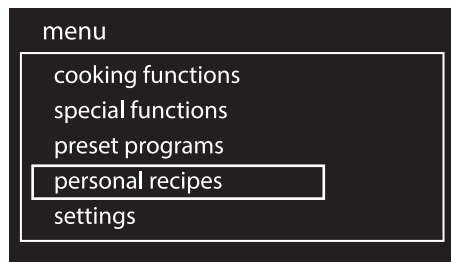 menu
cooking functions
special functions
preset programs
personal recipes
settings